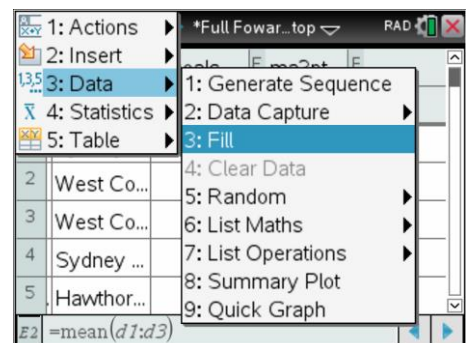 1: Actions
*Full Fowar...top
RAD
2: Insert
3: Data
4: Statistics
5: Table
1: Generate Sequence
2: Data Capture
3: Fill
4: Clear Data
5: Random
6: List Maths
7: List Operations
8: Summary Plot
9: Quick Graph
2 West Co...
3 West Co...
4 Sydney ...
5 Hawthor...
E2 =mean(d1:d3)